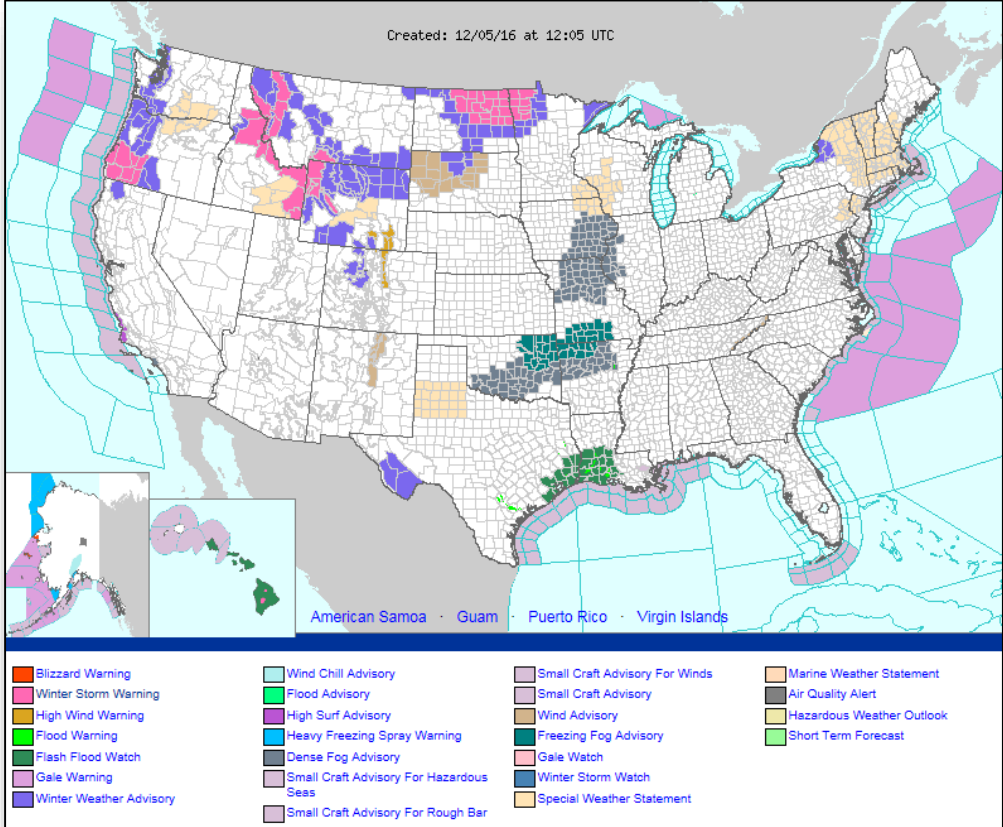 Created: 12/05/16 at 12:05 UTC
American Samoa · Guam · Puerto Rico · Virgin Islands
Blizzard Warning
Winter Storm Warning
High Wind Warning
Flood Warning
Flash Flood Watch
Gale Warning
Winter Weather Advisory
Wind Chill Advisory
Flood Advisory
High Surf Advisory
Heavy Freezing Spray Warning
Dense Fog Advisory
Small Craft Advisory For Hazardous
Seas
Small Craft Advisory For Rough Bar
Small Craft Advisory For Winds
Small Craft Advisory
Wind Advisory
Freezing Fog Advisory
Gale Watch
Winter Storm Watch
Special Weather Statement
Marine Weather Statement
Air Quality Alert
Hazardous Weather Outlook
Short Term Forecast